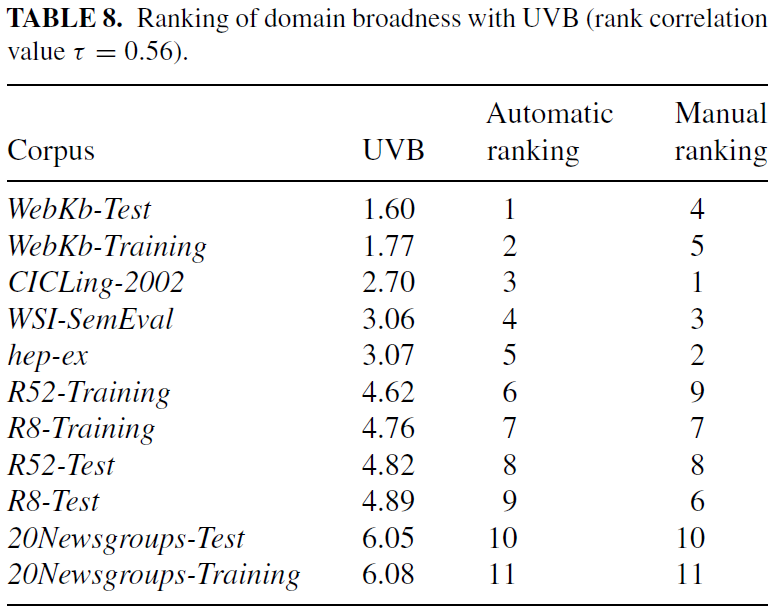 TABLE 8. Ranking of domain broadness with UVB (rank correlation
value τ = 0.56).
Automatic Manual
Corpus UVB ranking ranking
WebKb-Test 1.60 1 4
WebKb-Training 1.77 2 5
CICLing-2002 2.70 3 1
WSI-SemEval 3.06 4 3
hep-ex 3.07 5 2
R52-Training 4.62 6 9
R8-Training 4.76 7 7
R52-Test 4.82 8 8
R8-Test 4.89 9 6
20Newsgroups-Test 6.05 10 10
20Newsgroups-Training 6.08 11 11